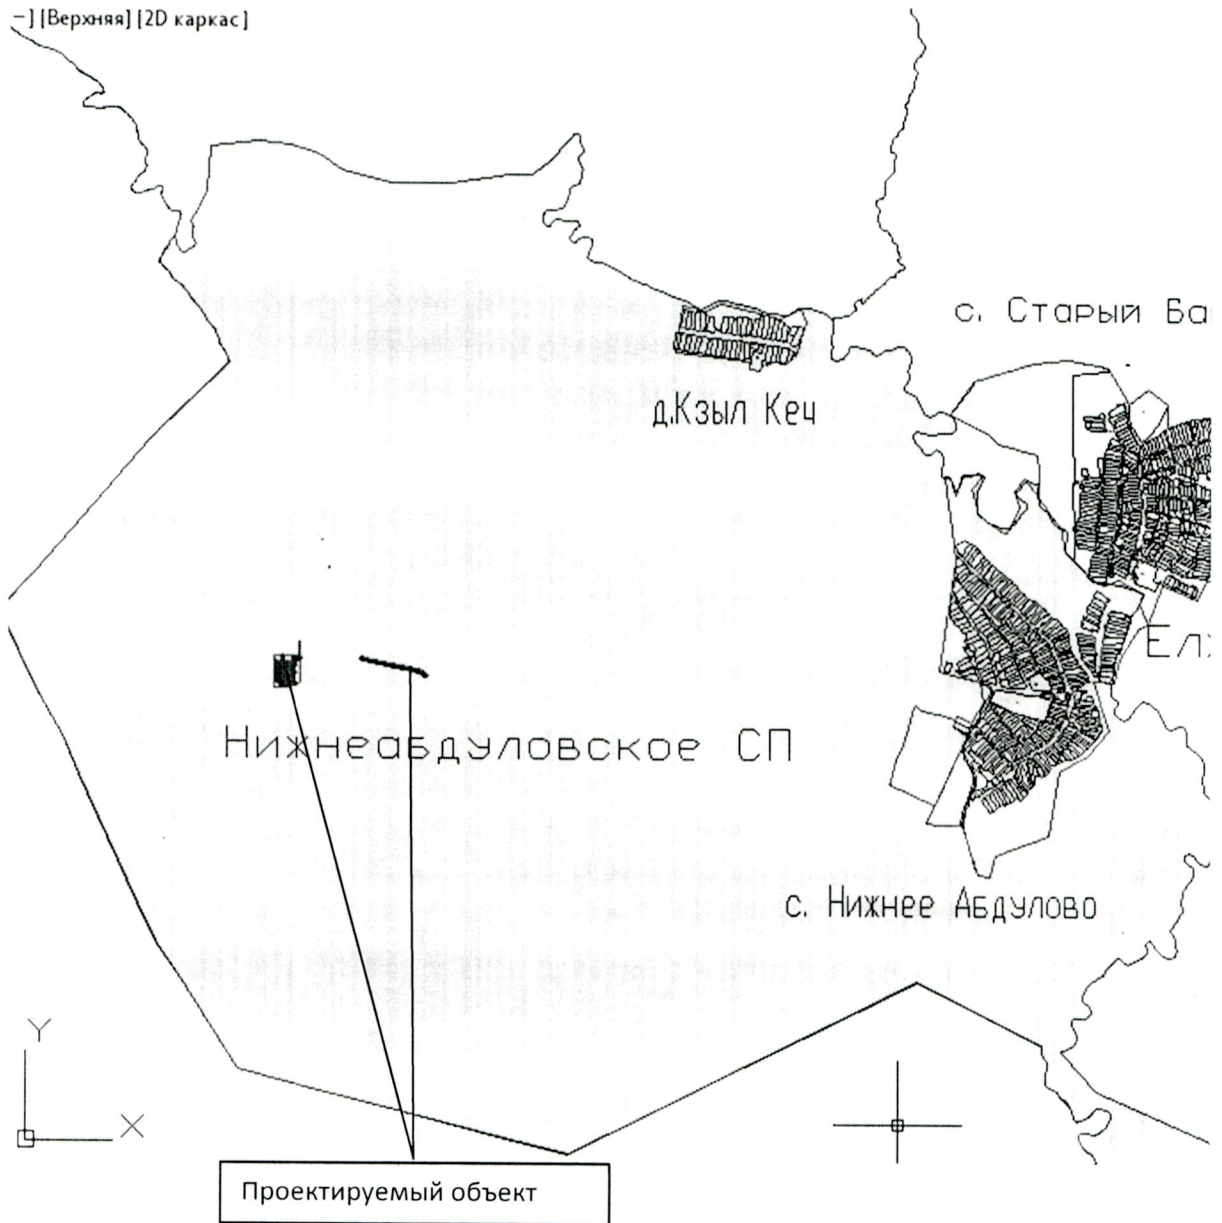 –] [Верхняя] [2D каркас]
с. Старый Ба
д.Кзыл Кеч
Ел
Нижнеабдуловское СП
с. Нижнее Абдулово
Y
X
Проектируемый объект